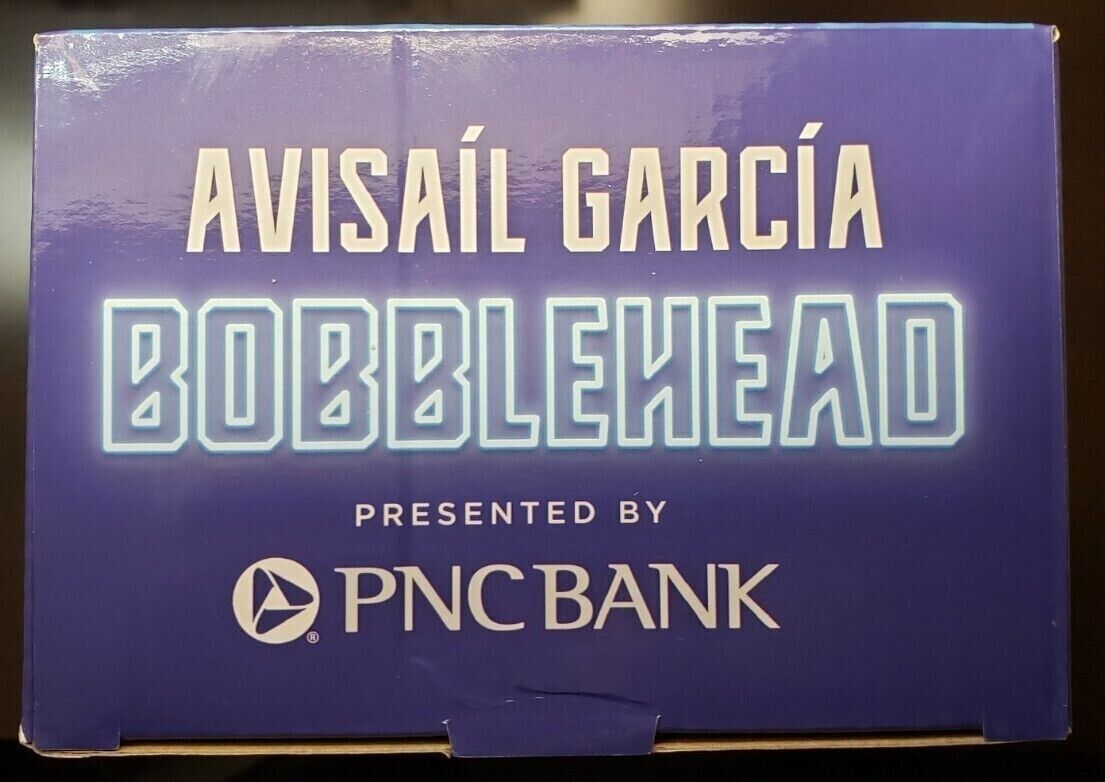 AVISAÍL GARCÍA
BOBBLEHEAD
PRESENTED BY
PNC BANK
®